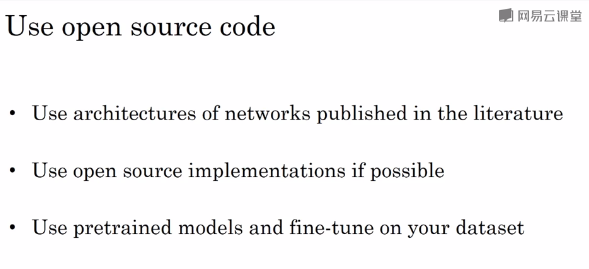 Use open source code
网易云课堂
• Use architectures of networks published in the literature
• Use open source implementations if possible
• Use pretrained models and fine-tune on your dataset